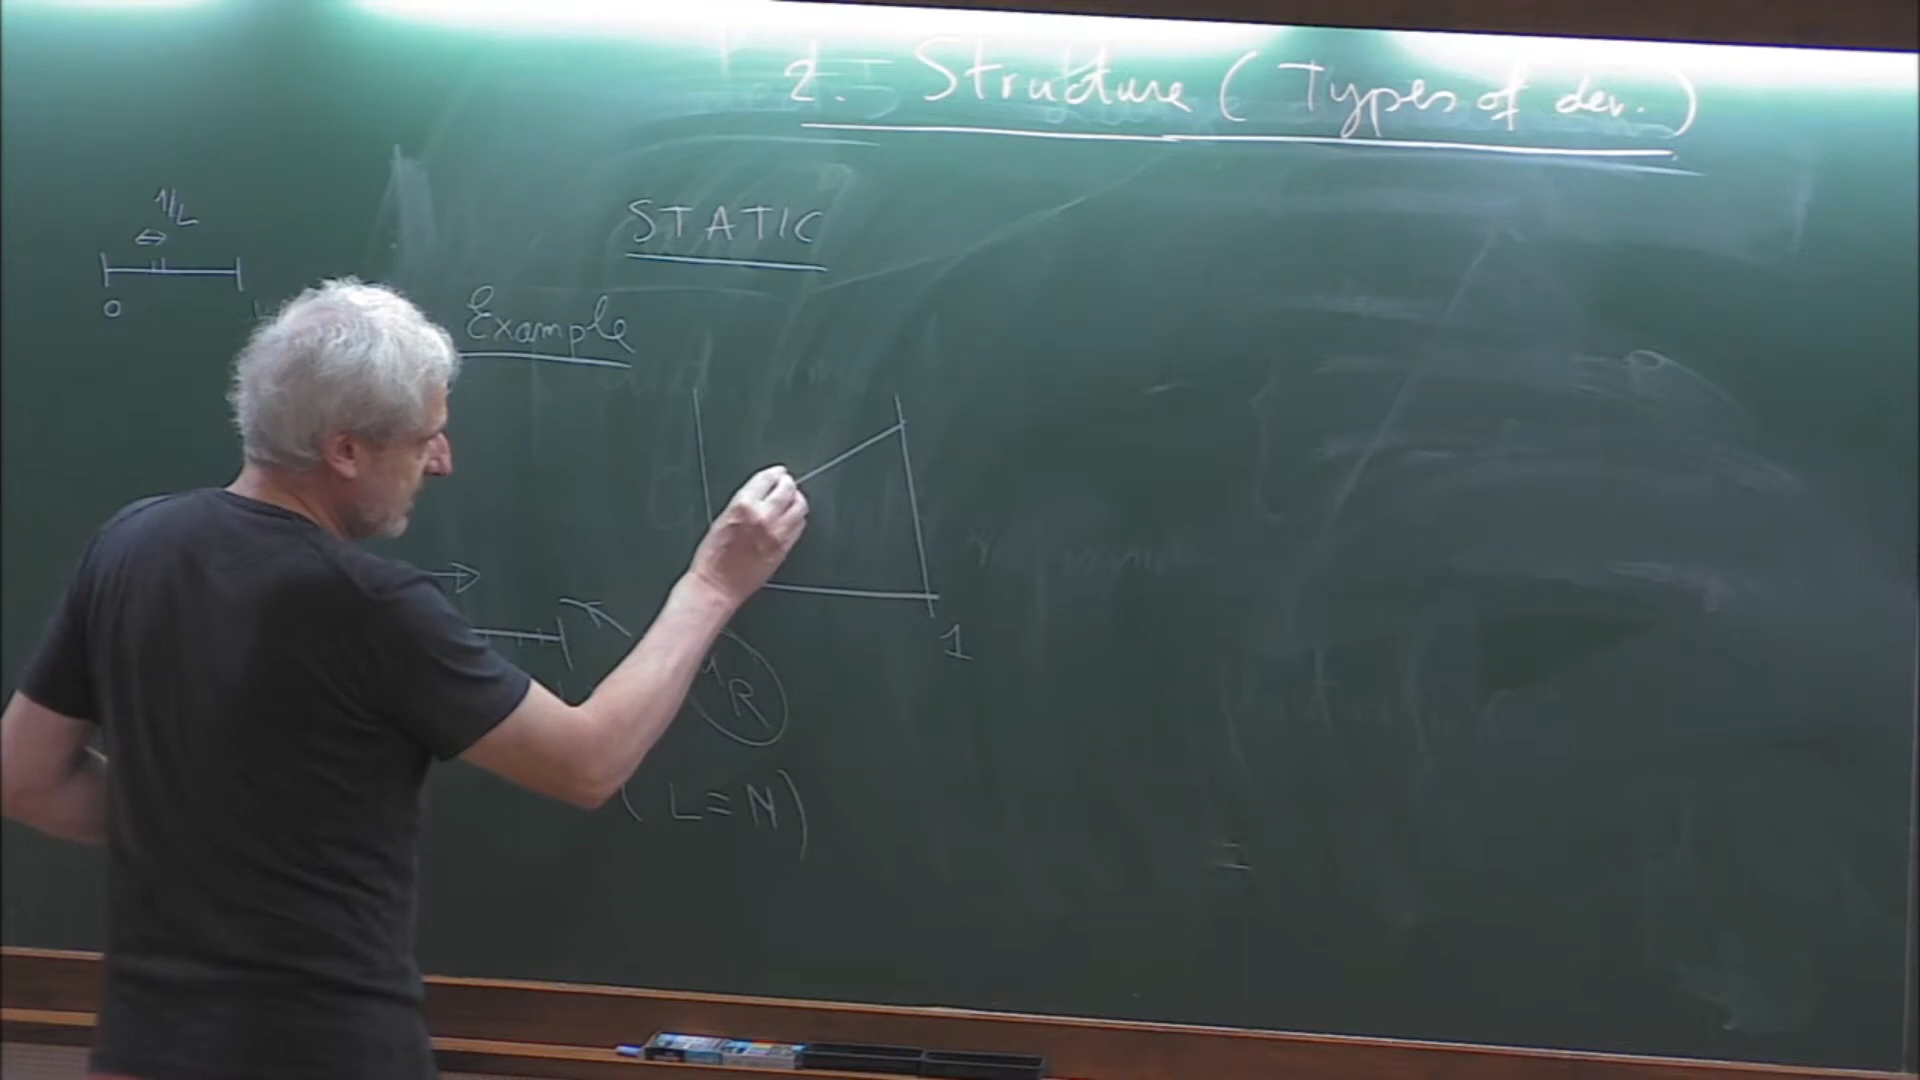 2. Structure ( Types of dev. )
STATIC
1/L
0
Example
1
R
( L ≡ N )